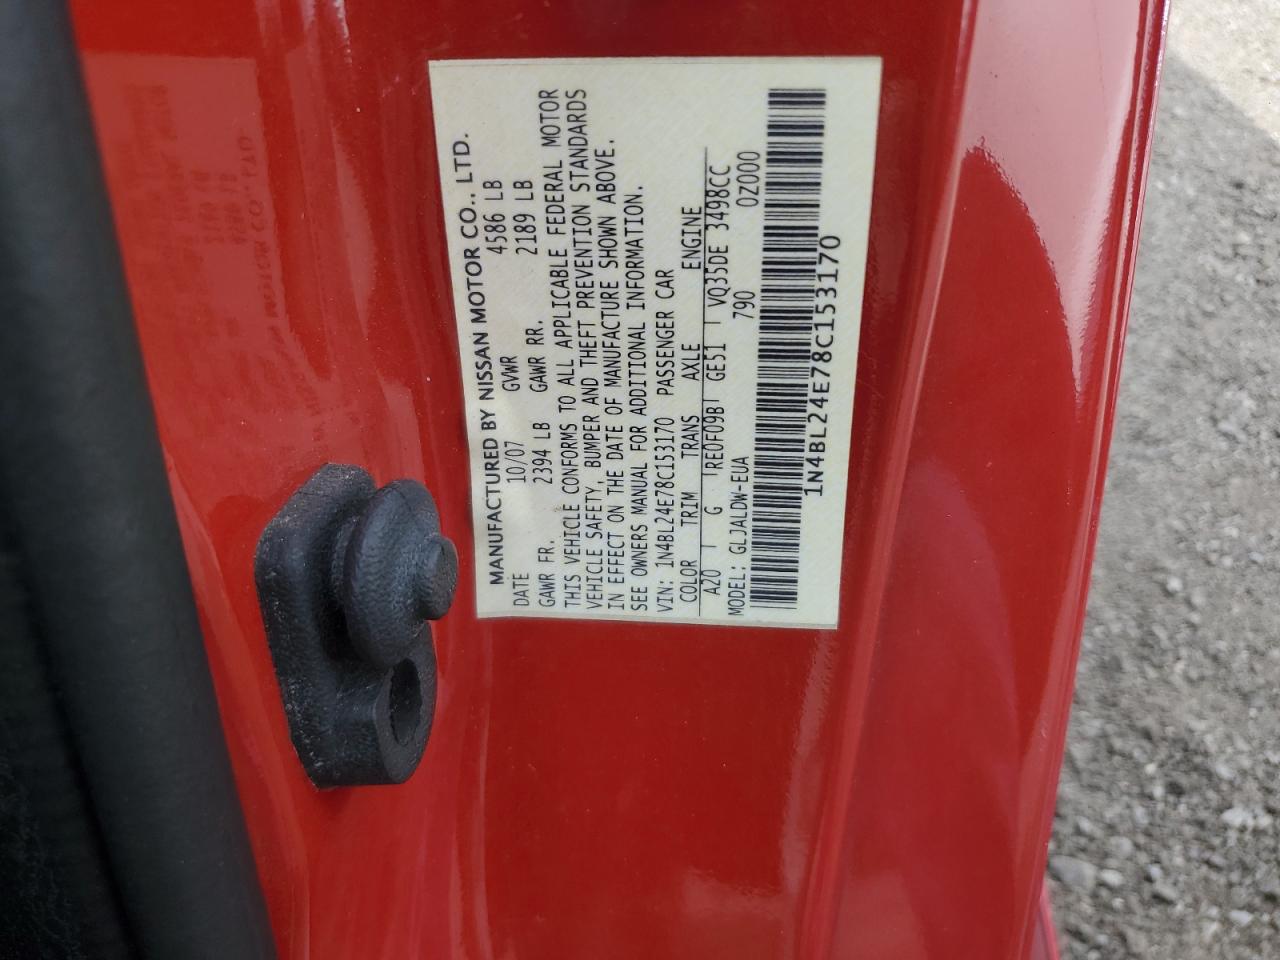 MANUFACTURED BY NISSAN MOTOR CO., LTD.
DATE 10/07 GVWR 4586 LB
GAWR FR. 2394 LB GAWR RR. 2189 LB
THIS VEHICLE CONFORMS TO ALL APPLICABLE FEDERAL MOTOR
VEHICLE SAFETY, BUMPER AND THEFT PREVENTION STANDARDS
IN EFFECT ON THE DATE OF MANUFACTURE SHOWN ABOVE.
SEE OWNERS MANUAL FOR ADDITIONAL INFORMATION.
VIN: 1N4BL24E78C153170 PASSENGER CAR
COLOR TRIM TRANS AXLE ENGINE
A20 G RE0F09B GE51 VQ35DE 3498CC
MODEL: GLJALDW-EUA 790 0Z000
1N4BL24E78C153170